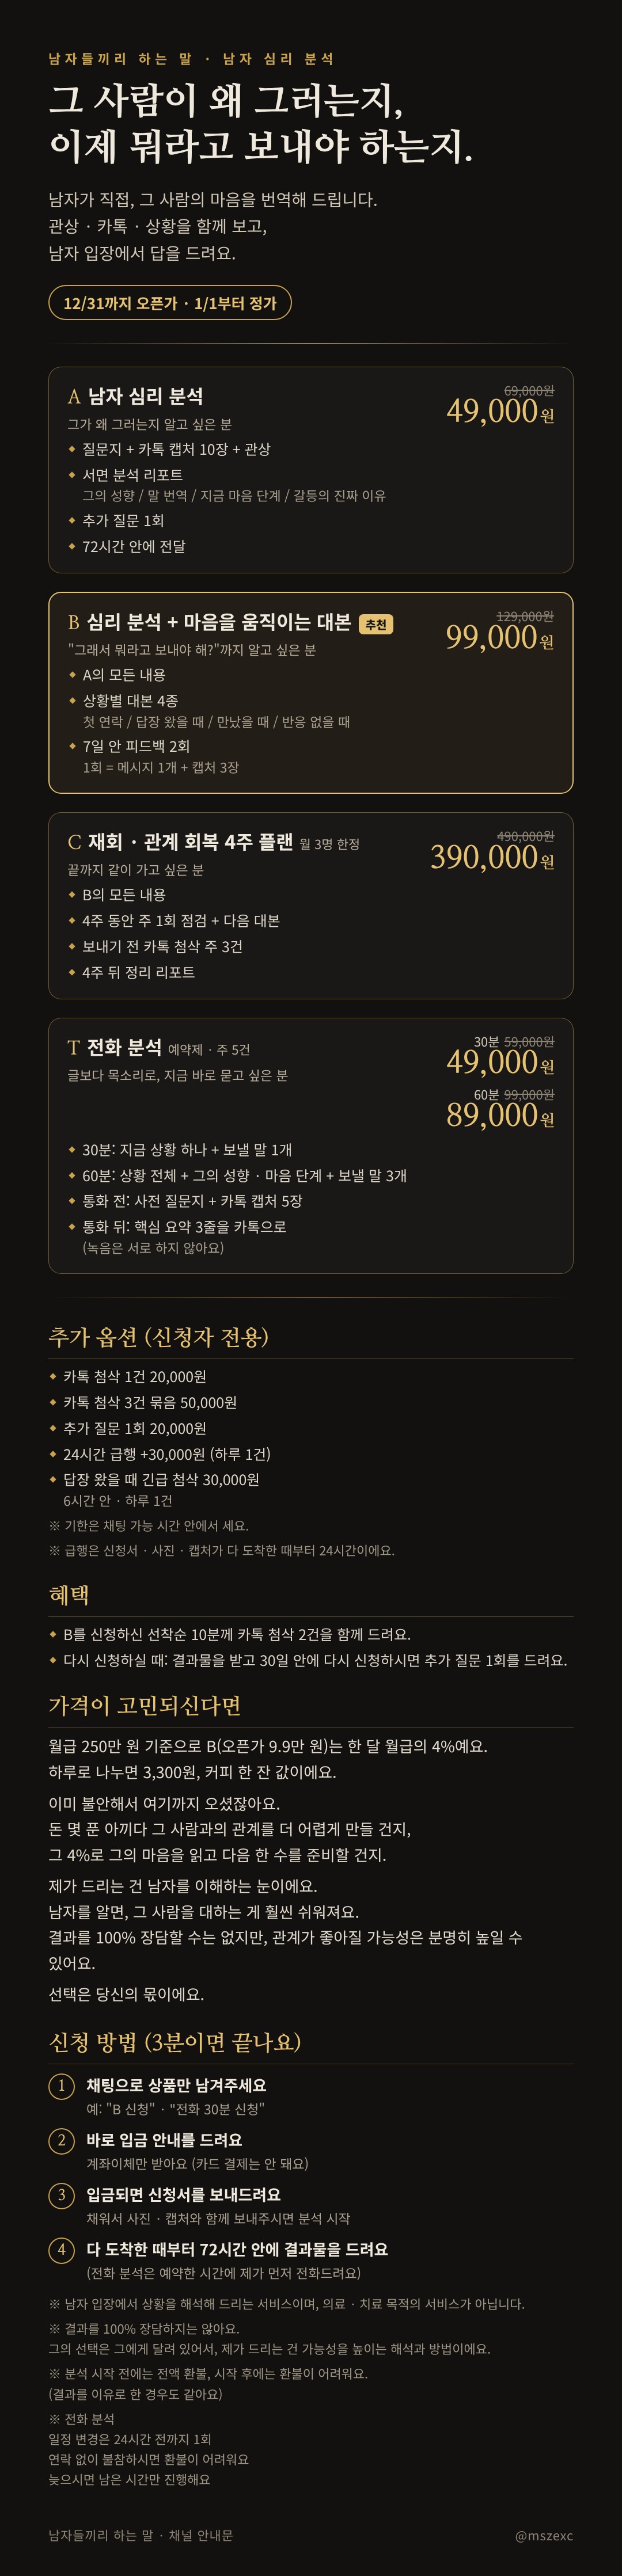 남자들끼리 하는 말 · 남자 심리 분석
그 사람이 왜 그러는지,
이제 뭐라고 보내야 하는지.
남자가 직접, 그 사람의 마음을 번역해 드립니다.
관상 · 카톡 · 상황을 함께 보고,
남자 입장에서 답을 드려요.
12/31까지 오픈가 · 1/1부터 정가
A 남자 심리 분석
69,000원
49,000원
그가 왜 그러는지 알고 싶은 분
질문지 + 카톡 캡처 10장 + 관상
서면 분석 리포트
그의 성향 / 말 번역 / 지금 마음 단계 / 갈등의 진짜 이유
추가 질문 1회
72시간 안에 전달
B 심리 분석 + 마음을 움직이는 대본 추천
129,000원
99,000원
"그래서 뭐라고 보내야 해?"까지 알고 싶은 분
A의 모든 내용
상황별 대본 4종
첫 연락 / 답장 왔을 때 / 만났을 때 / 반응 없을 때
7일 안 피드백 2회
1회 = 메시지 1개 + 캡처 3장
C 재회 · 관계 회복 4주 플랜 월 3명 한정
490,000원
390,000원
끝까지 같이 가고 싶은 분
B의 모든 내용
4주 동안 주 1회 점검 + 다음 대본
보내기 전 카톡 첨삭 주 3건
4주 뒤 정리 리포트
T 전화 분석 예약제 · 주 5건
30분 59,000원
49,000원
글보다 목소리로, 지금 바로 묻고 싶은 분
60분 99,000원
89,000원
30분: 지금 상황 하나 + 보낼 말 1개
60분: 상황 전체 + 그의 성향 · 마음 단계 + 보낼 말 3개
통화 전: 사전 질문지 + 카톡 캡처 5장
통화 뒤: 핵심 요약 3줄을 카톡으로
(녹음은 서로 하지 않아요)
추가 옵션 (신청자 전용)
카톡 첨삭 1건 20,000원
카톡 첨삭 3건 묶음 50,000원
추가 질문 1회 20,000원
24시간 급행 +30,000원 (하루 1건)
답장 왔을 때 긴급 첨삭 30,000원
6시간 안 · 하루 1건
※ 기한은 채팅 가능 시간 안에서 세요.
※ 급행은 신청서 · 사진 · 캡처가 다 도착한 때부터 24시간이에요.
혜택
B를 신청하신 선착순 10분께 카톡 첨삭 2건을 함께 드려요.
다시 신청하실 때: 결과물을 받고 30일 안에 다시 신청하시면 추가 질문 1회를 드려요.
가격이 고민되신다면
월급 250만 원 기준으로 B(오픈가 9.9만 원)는 한 달 월급의 4%예요.
하루로 나누면 3,300원, 커피 한 잔 값이에요.
이미 불안해서 여기까지 오셨잖아요.
돈 몇 푼 아끼다 그 사람과의 관계를 더 어렵게 만들 건지,
그 4%로 그의 마음을 읽고 다음 한 수를 준비할 건지.
제가 드리는 건 남자를 이해하는 눈이에요.
남자를 알면, 그 사람을 대하는 게 훨씬 쉬워져요.
결과를 100% 장담할 수는 없지만, 관계가 좋아질 가능성은 분명히 높일 수
있어요.
선택은 당신의 몫이에요.
신청 방법 (3분이면 끝나요)
1 채팅으로 상품만 남겨주세요
예: "B 신청" · "전화 30분 신청"
2 바로 입금 안내를 드려요
계좌이체만 받아요 (카드 결제는 안 돼요)
3 입금되면 신청서를 보내드려요
채워서 사진 · 캡처와 함께 보내주시면 분석 시작
4 다 도착한 때부터 72시간 안에 결과물을 드려요
(전화 분석은 예약한 시간에 제가 먼저 전화드려요)
※ 남자 입장에서 상황을 해석해 드리는 서비스이며, 의료 · 치료 목적의 서비스가 아닙니다.
※ 결과를 100% 장담하지는 않아요.
그의 선택은 그에게 달려 있어서, 제가 드리는 건 가능성을 높이는 해석과 방법이에요.
※ 분석 시작 전에는 전액 환불, 시작 후에는 환불이 어려워요.
(결과를 이유로 한 경우도 같아요)
※ 전화 분석
일정 변경은 24시간 전까지 1회
연락 없이 불참하시면 환불이 어려워요
늦으시면 남은 시간만 진행해요
남자들끼리 하는 말 · 채널 안내문
@mszexc